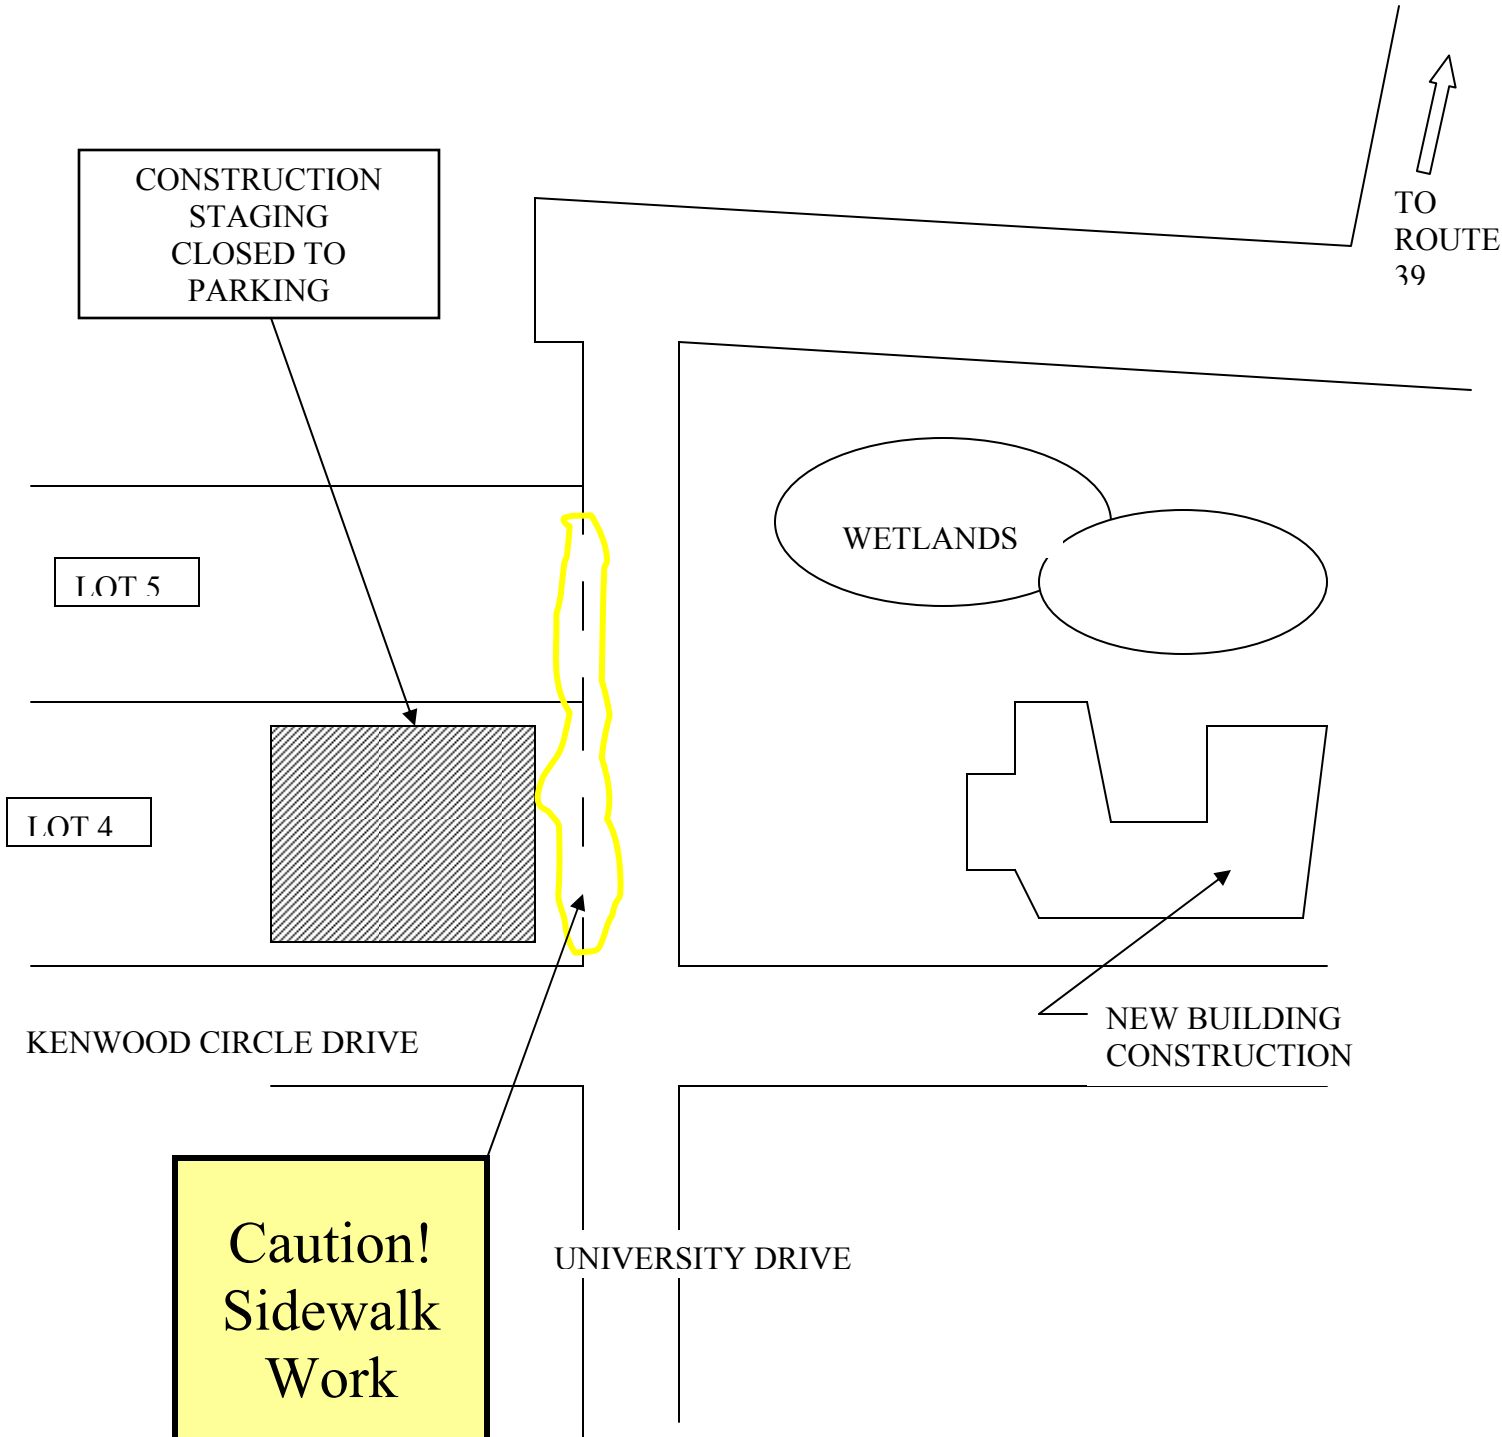 CONSTRUCTION
STAGING
CLOSED TO
PARKING
TO
ROUTE
39
WETLANDS
LOT 5
LOT 4
KENWOOD CIRCLE DRIVE
NEW BUILDING
CONSTRUCTION
Caution!
Sidewalk
Work
UNIVERSITY DRIVE